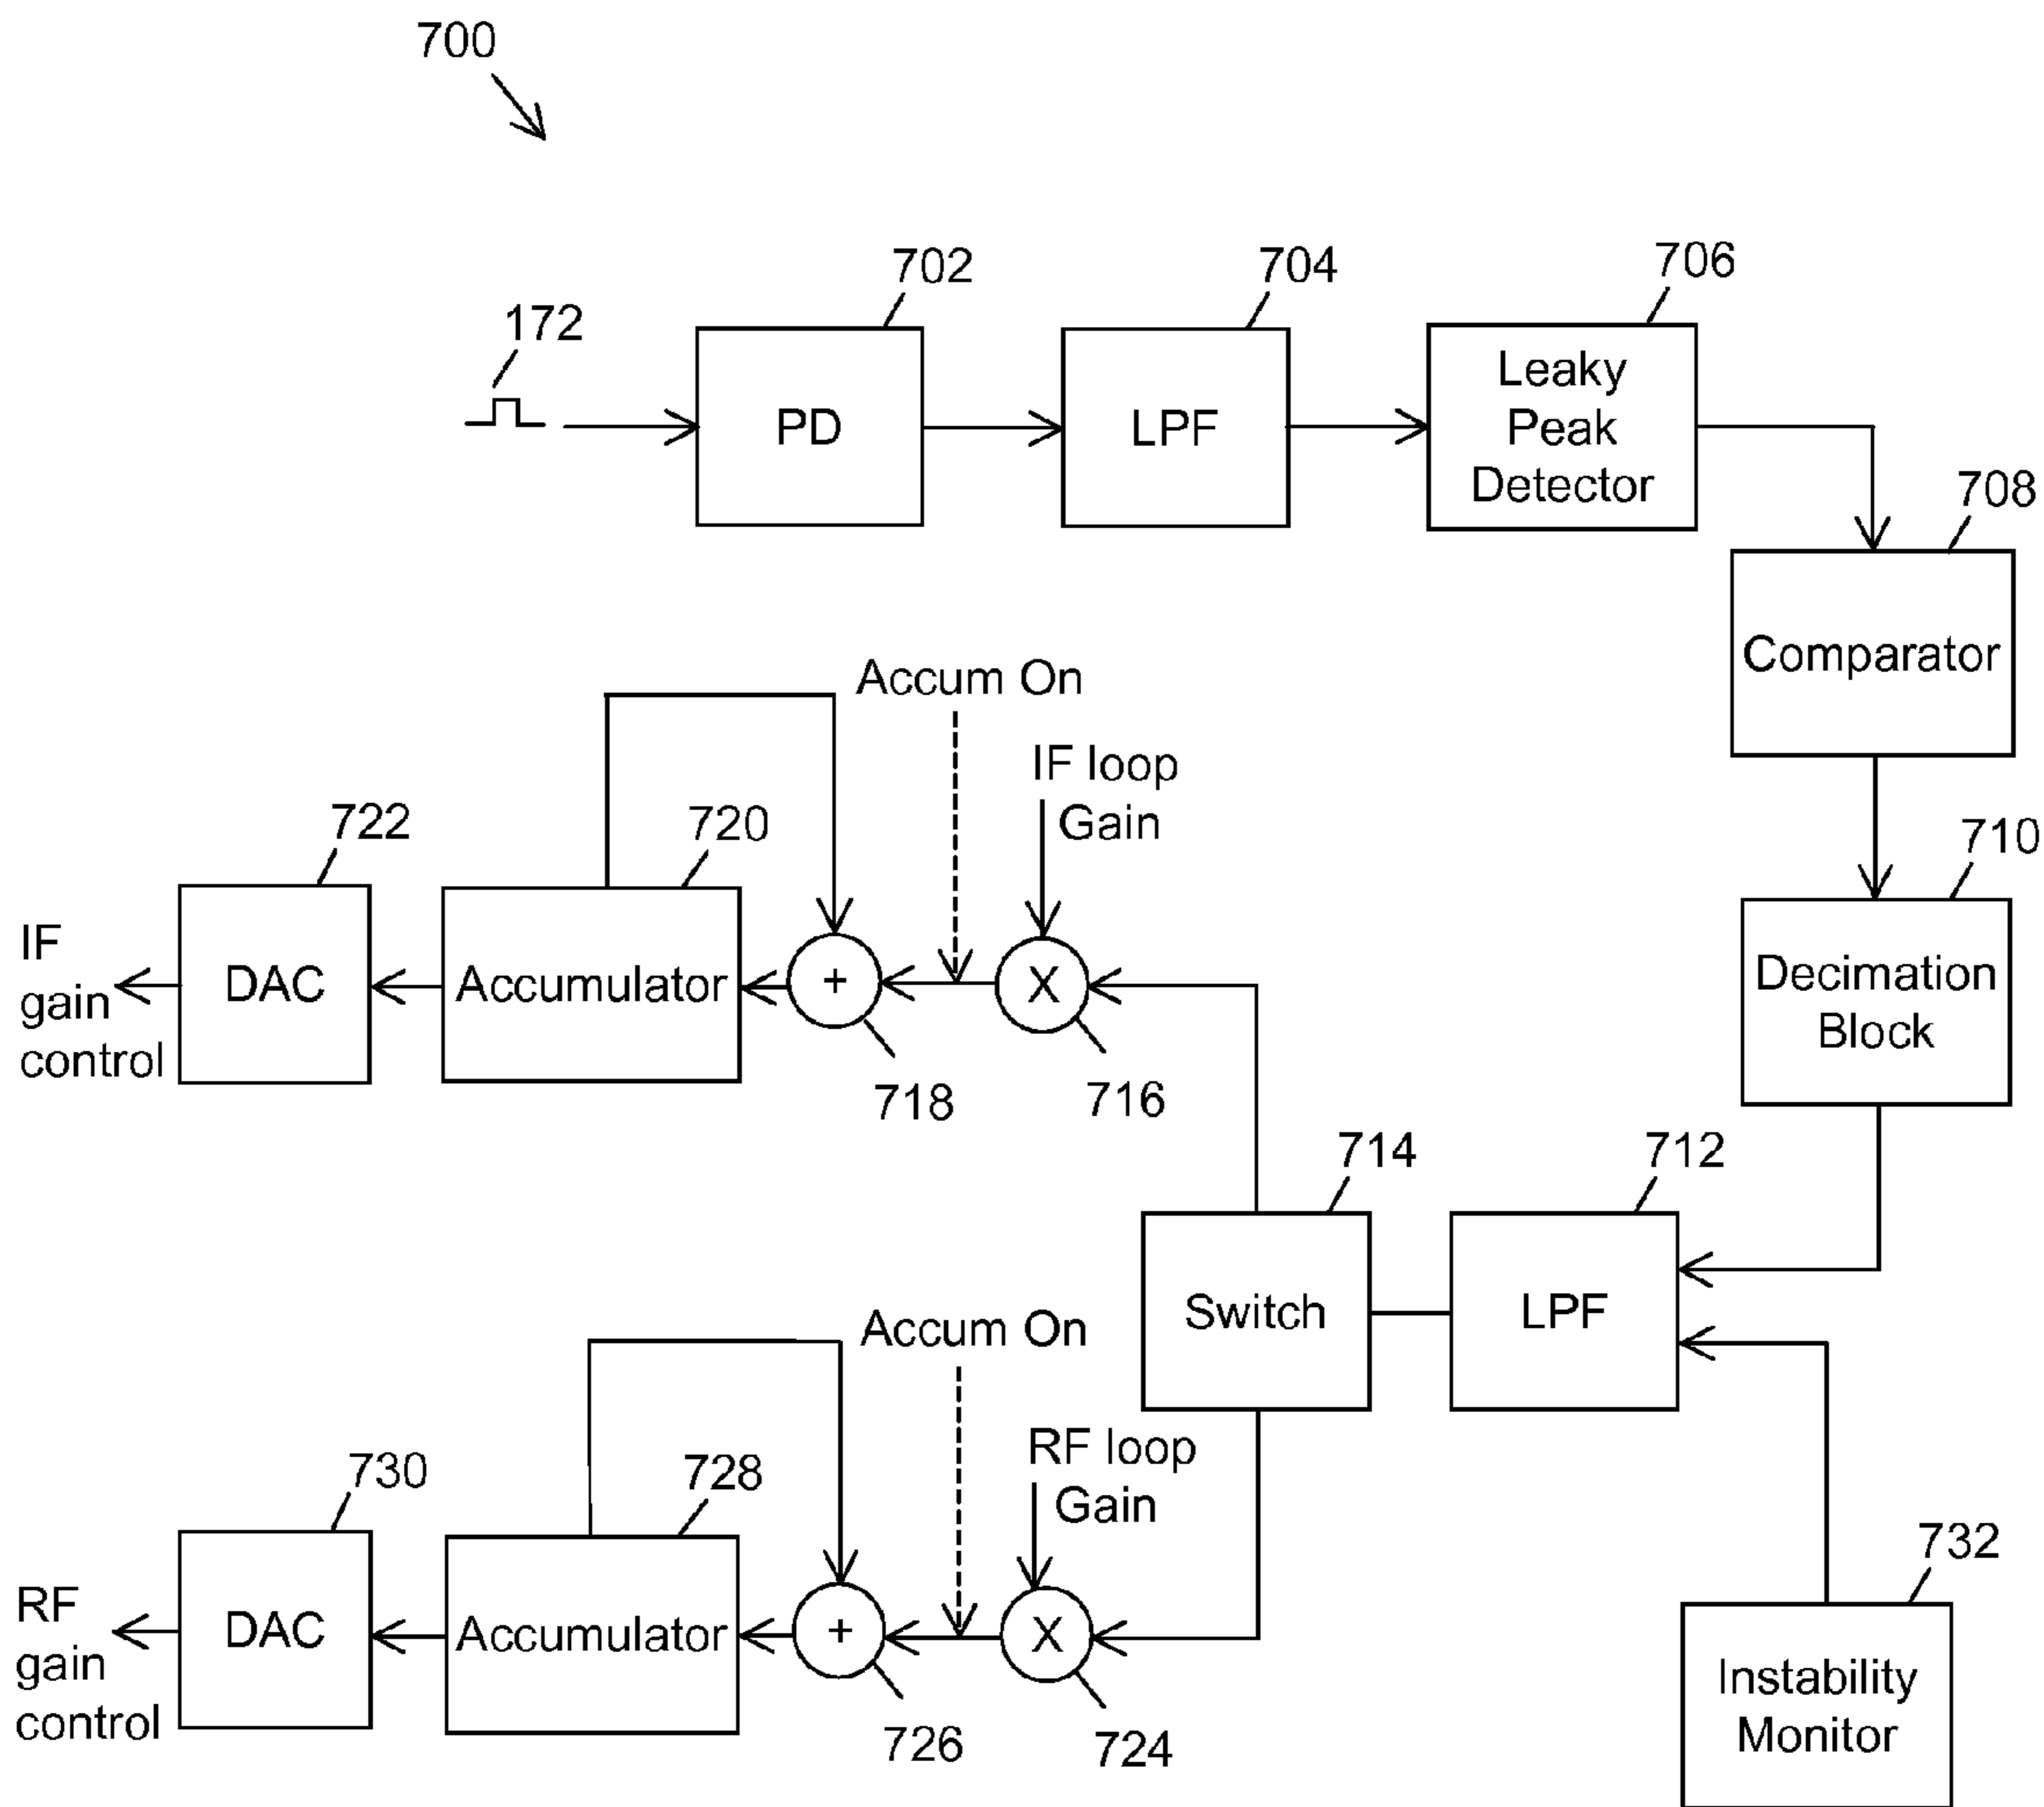 700
702
704
706
172
PD
LPF
Leaky
Peak
Detector
708
Comparator
Accum On
IF loop
Gain
722
720
710
IF
gain
control
DAC
Accumulator
+
X
Decimation
Block
718
716
714
712
Switch
LPF
Accum On
RF loop
Gain
730
728
732
RF
gain
control
DAC
Accumulator
+
X
Instability
Monitor
726
724